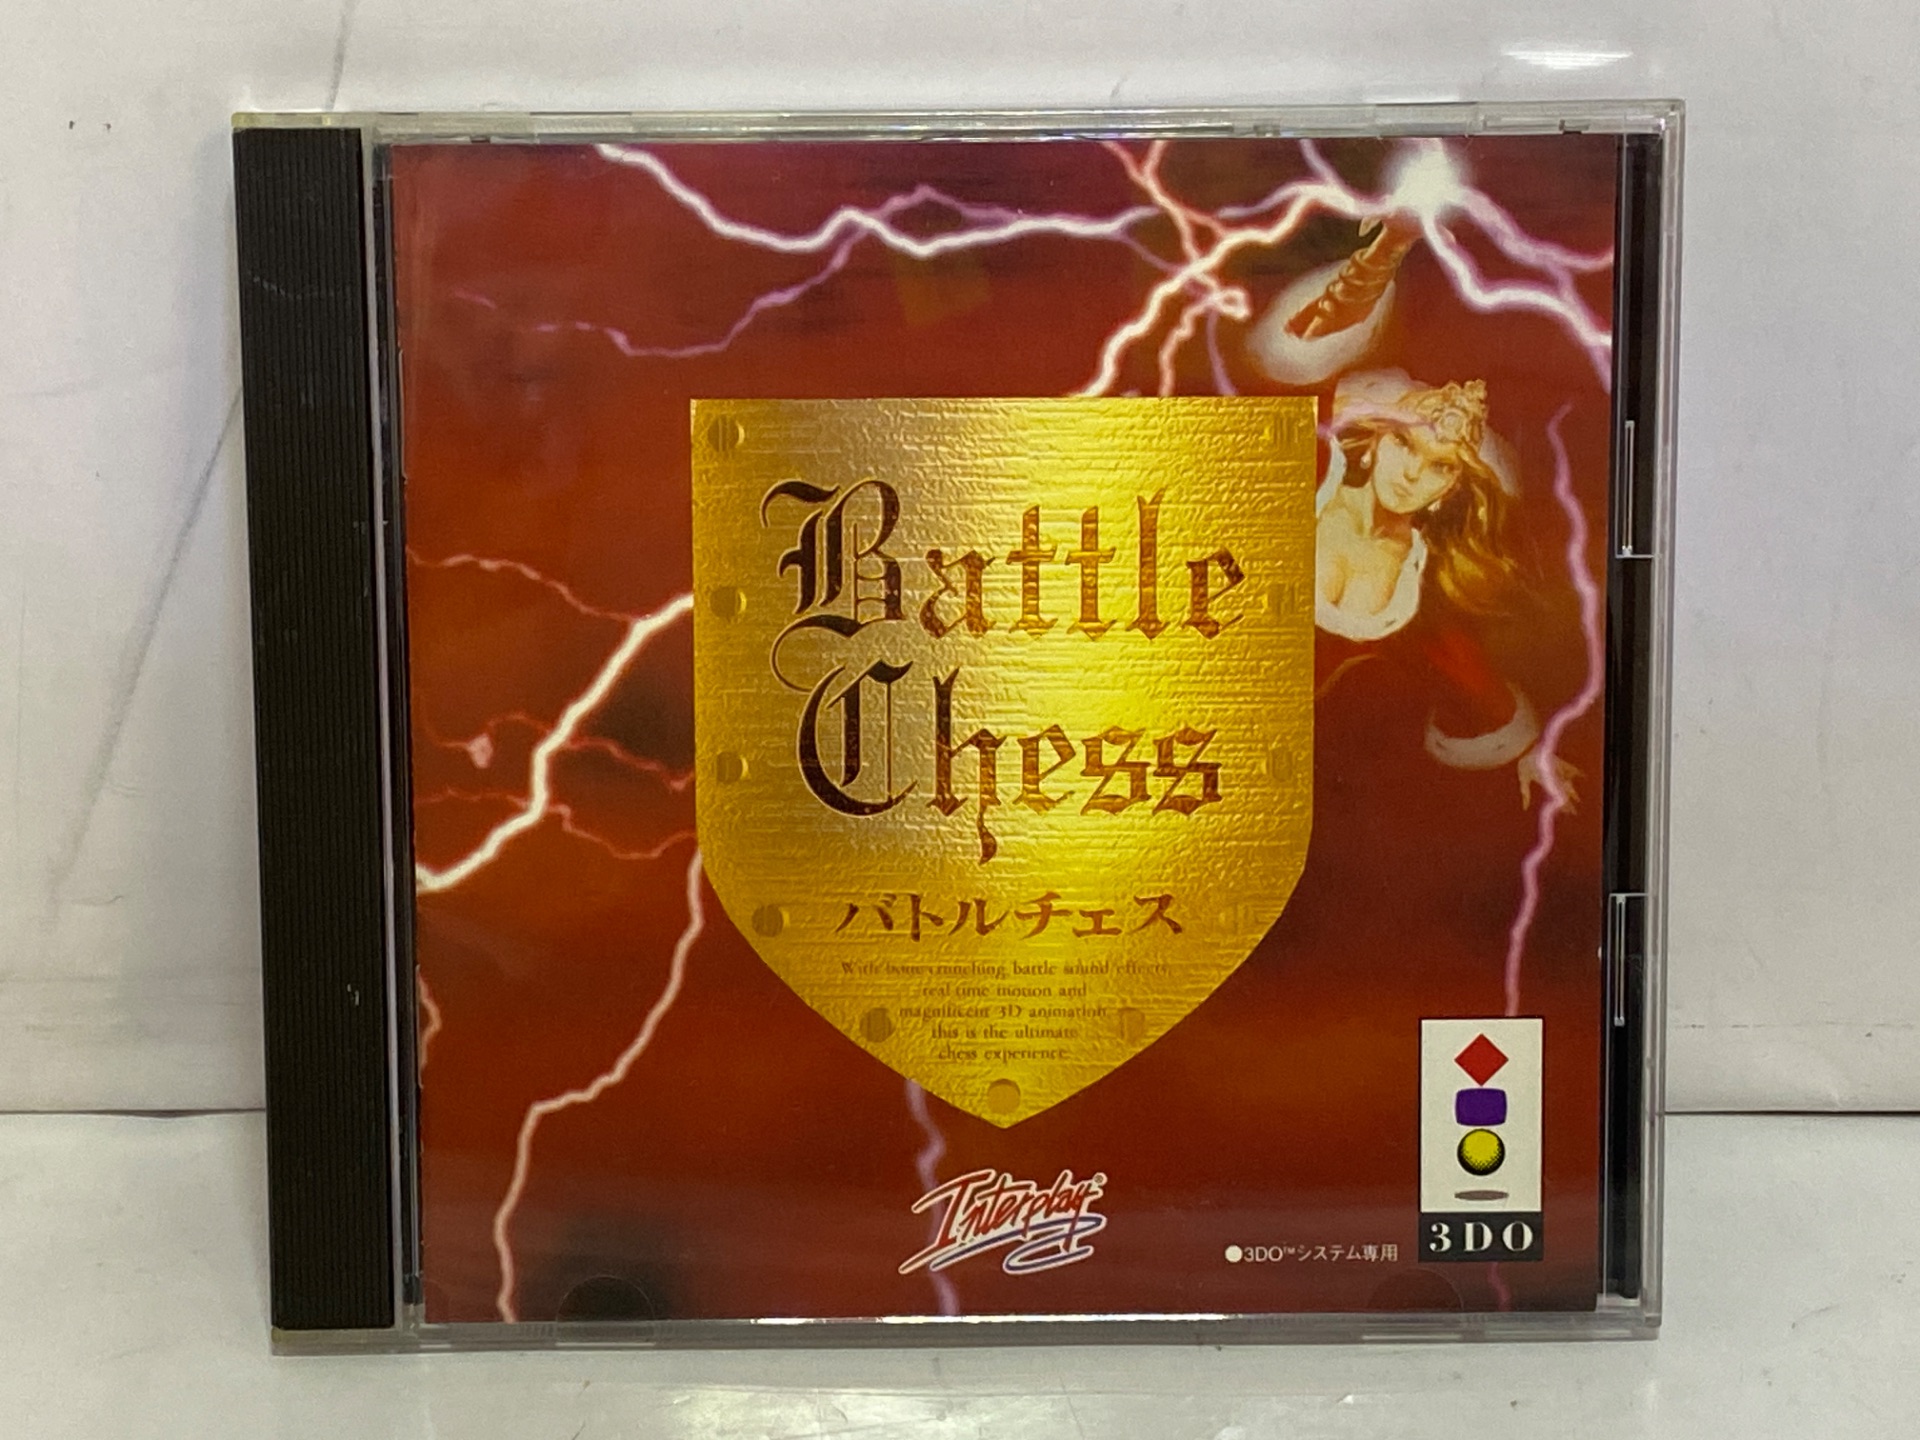 Battle
Chess
バトルチェス
With bone crunching battle sound effects,
real time motion and
magnificent 3D animation
this is the ultimate
chess experience.
Interplay®
●3DO™システム専用
3DO